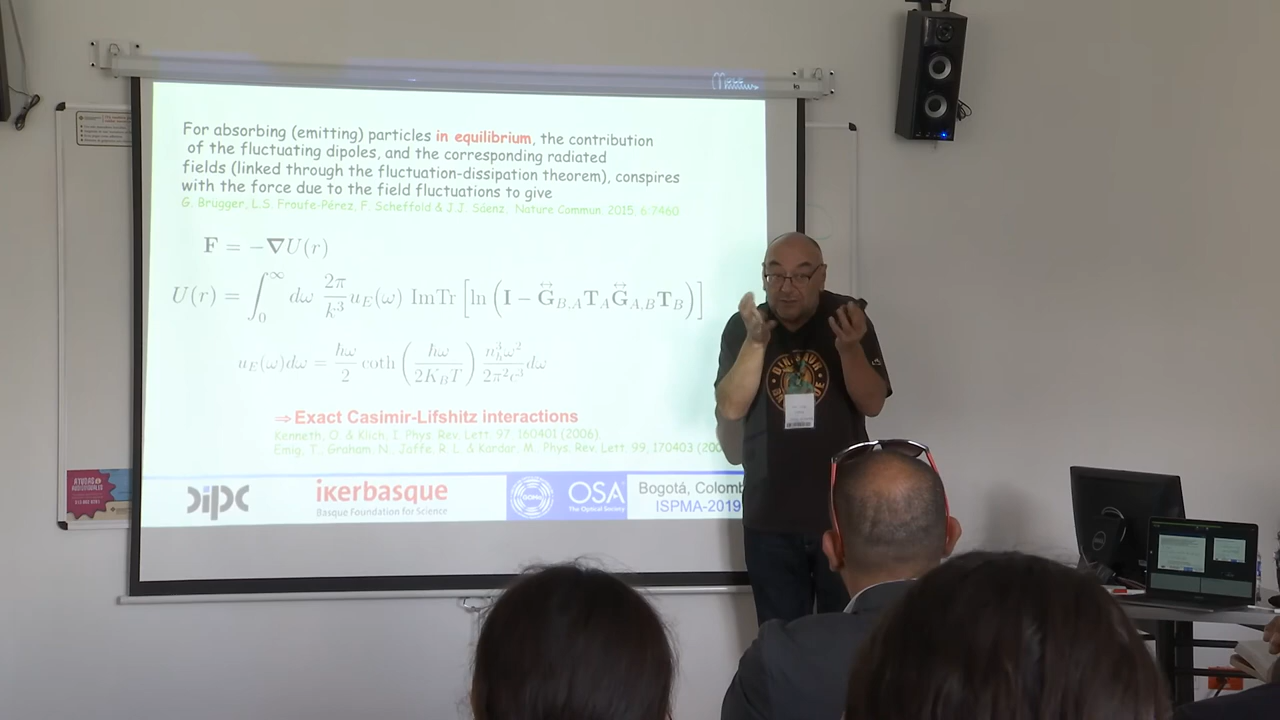 For absorbing (emitting) particles in equilibrium, the contribution
of the fluctuating dipoles, and the corresponding radiated
fields (linked through the fluctuation-dissipation theorem), conspires
with the force due to the field fluctuations to give
G. Brugger, L.S. Froufe-Pérez, F. Scheffold & J.J. Sáenz. Nature Commun. 2015, 6:7460
F = −∇U(r)
U(r) = ∫₀^∞ dω 2π/k³ u_E(ω) ImTr [ln (I − G⃡_{B,A}T_A G⃡_{A,B}T_B)]
u_E(ω)dω = ħω/2 coth (ħω/2K_BT) n_h³ω²/2π²c³ dω
⇒ Exact Casimir-Lifshitz interactions
Kenneth, O. & Klich, I. Phys. Rev. Lett. 97, 160401 (2006)
Emig, T., Graham, N., Jaffe, R. L. & Kardar, M., Phys. Rev. Lett. 99, 170403 (200
dipc
ikerbasque
Basque Foundation for Science
OSA
The Optical Society
Bogotá, Colomb
ISPMA-2019
DINOSAUR
DELL